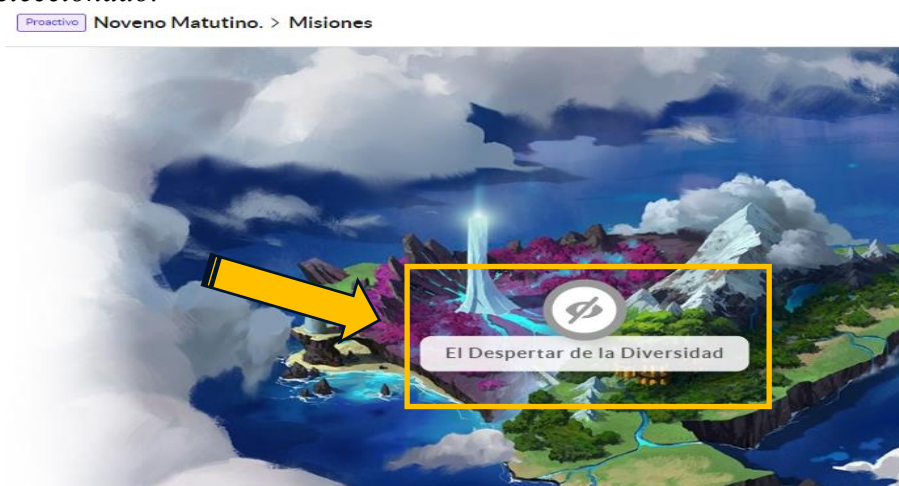 Proactivo Noveno Matutino. > Misiones
El Despertar de la Diversidad